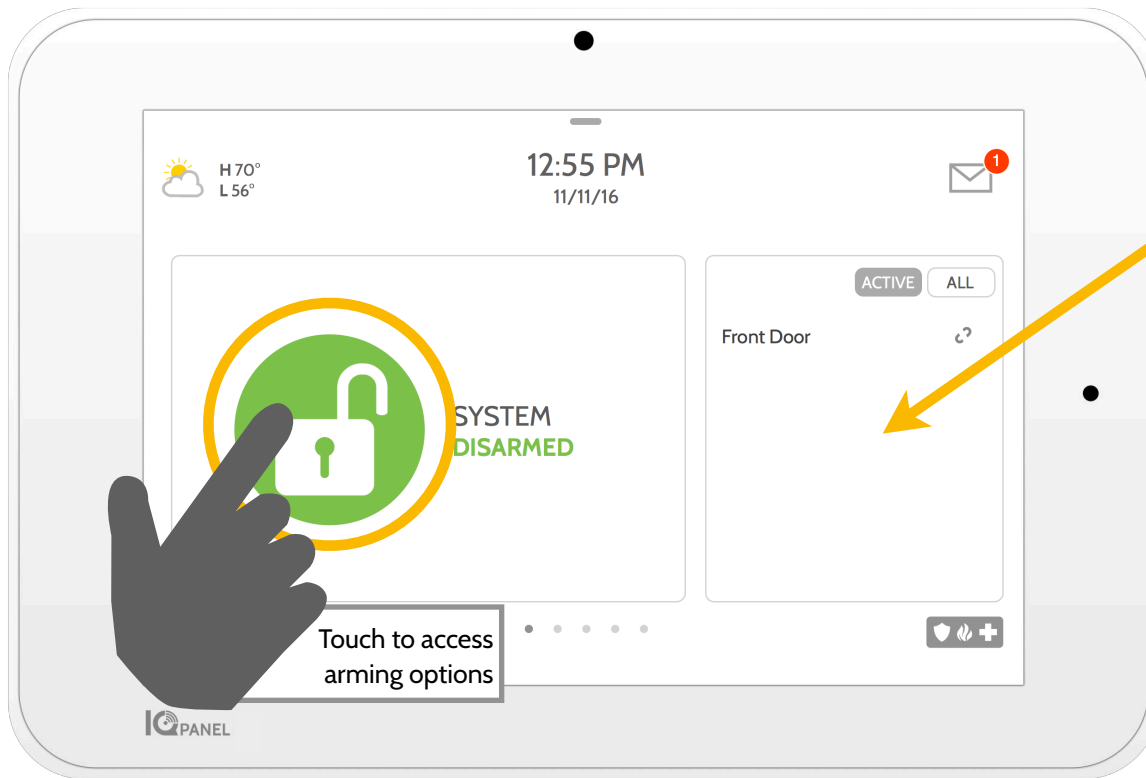 H 70°
L 56°
12:55 PM
11/11/16
1
ACTIVE
ALL
Front Door
SYSTEM
DISARMED
Touch to access
arming options
IQ PANEL